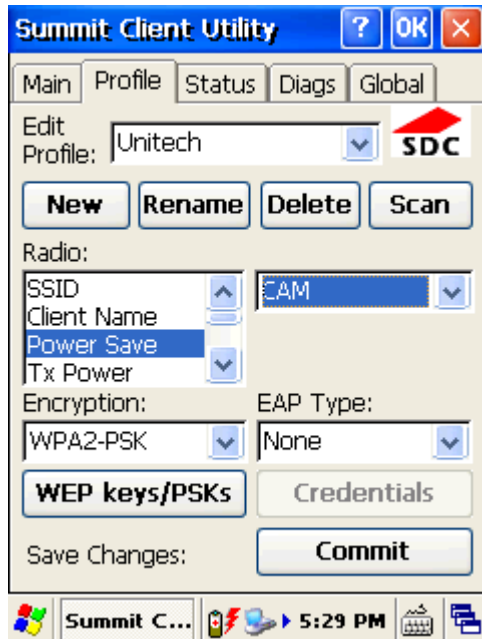 Summit Client Utility ? OK X
Main Profile Status Diags Global
Edit Profile: Unitech SDC
New Rename Delete Scan
Radio:
SSID
Client Name
Power Save
Tx Power
CAM
Encryption: EAP Type:
WPA2-PSK None
WEP keys/PSKs Credentials
Save Changes: Commit
Summit C... 5:29 PM